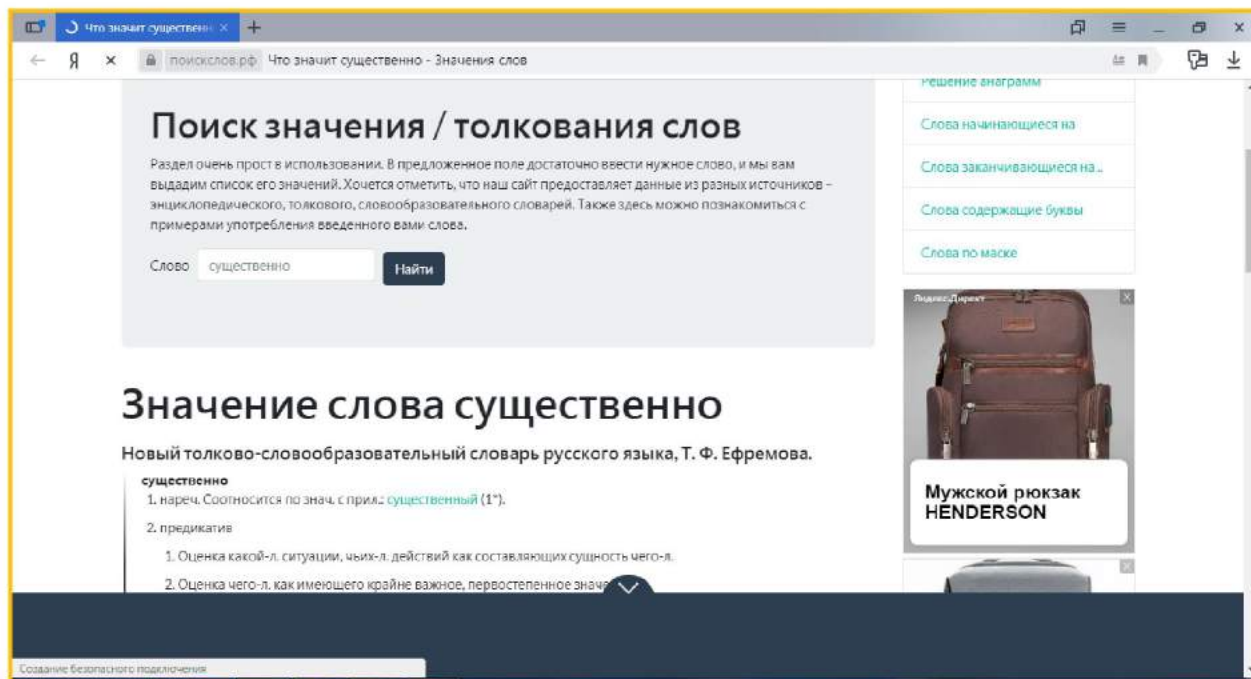 Что значит существенн
поискслов.рф Что значит существенно - Значения слов
Поиск значения / толкования слов
Раздел очень прост в использовании. В предложенное поле достаточно ввести нужное слово, и мы вам
выдадим список его значений. Хочется отметить, что наш сайт предоставляет данные из разных источников –
энциклопедического, толкового, словообразовательного словарей. Также здесь можно познакомиться с
примерами употребления введенного вами слова.
Слово существенно Найти
Значение слова существенно
Новый толково-словообразовательный словарь русского языка, Т. Ф. Ефремова.
существенно
1. нареч. Соотносится по знач. с прил.: существенный (1*).
2. предикатив
1. Оценка какой-л. ситуации, чьих-л. действий как составляющих сущность чего-л.
2. Оценка чего-л. как имеющего крайне важное, первостепенное знач
Решение анаграмм
Слова начинающиеся на
Слова заканчивающиеся на...
Слова содержащие буквы
Слова по маске
Яндекс.Директ
Мужской рюкзак
HENDERSON
Создание безопасного подключения